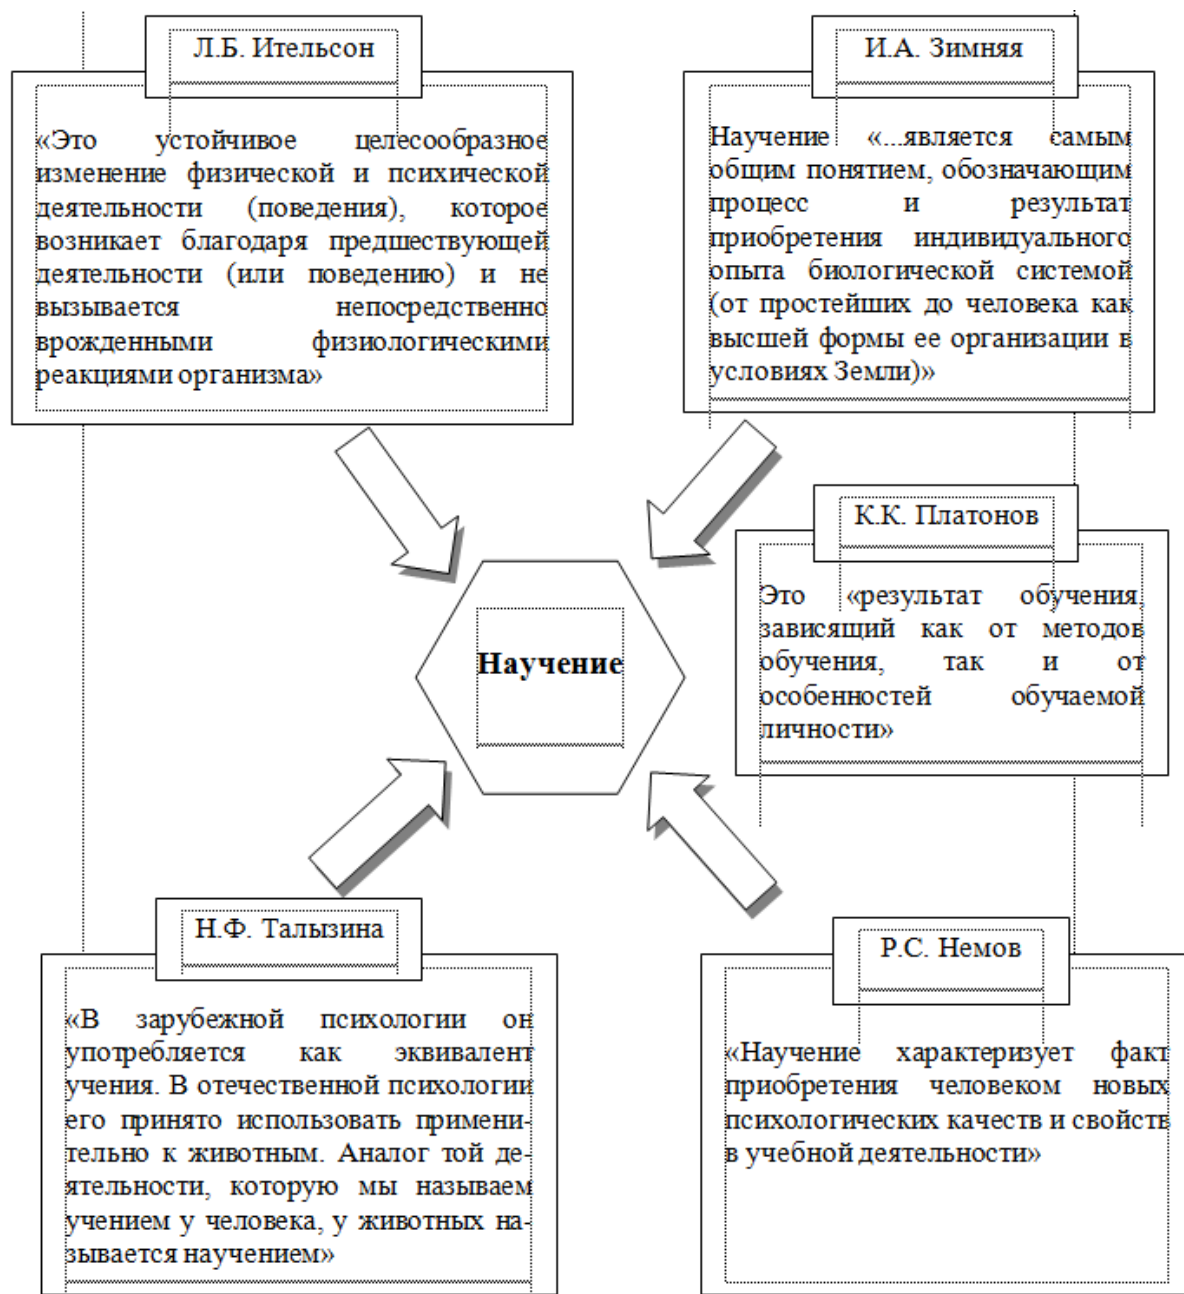 Л.Б. Ительсон
«Это устойчивое целесообразное
изменение физической и психической
деятельности (поведения), которое
возникает благодаря предшествующей
деятельности (или поведению) и не
вызывается непосредственно
врожденными физиологическими
реакциями организма»
И.А. Зимняя
Научение «...является самым
общим понятием, обозначающим
процесс и результат
приобретения индивидуального
опыта биологической системой
(от простейших до человека как
высшей формы ее организации в
условиях Земли)»
К.К. Платонов
Это «результат обучения,
зависящий как от методов
обучения, так и от
особенностей обучаемой
личности»
Научение
Н.Ф. Талызина
«В зарубежной психологии он
употребляется как эквивалент
учения. В отечественной психологии
его принято использовать примени-
тельно к животным. Аналог той де-
ятельности, которую мы называем
учением у человека, у животных на-
зывается научением»
Р.С. Немов
«Научение характеризует факт
приобретения человеком новых
психологических качеств и свойств
в учебной деятельности»